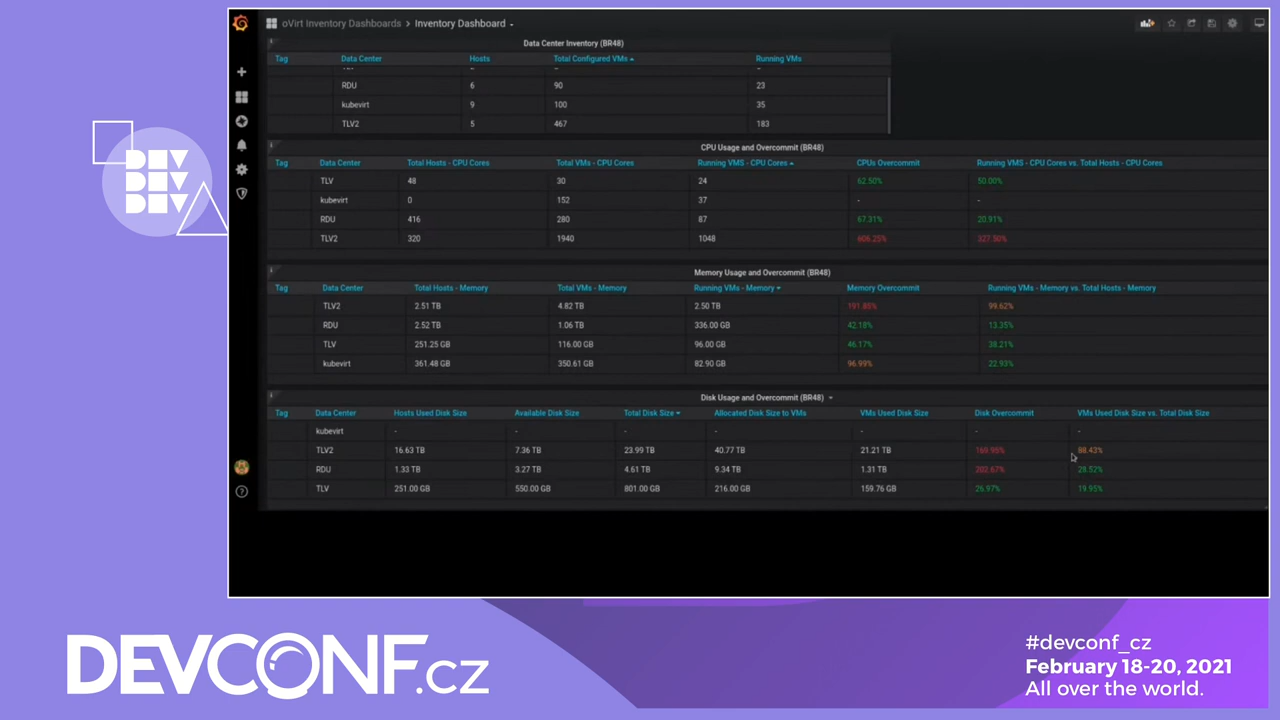 oVirt Inventory Dashboards > Inventory Dashboard
Data Center Inventory (BR48)
Tag Data Center Hosts Total Configured VMs Running VMs
RDU 6 90 23
kubevirt 9 100 35
TLV2 5 467 183
CPU Usage and Overcommit (BR48)
Tag Data Center Total Hosts - CPU Cores Total VMs - CPU Cores Running VMS - CPU Cores CPUs Overcommit Running VMS - CPU Cores vs. Total Hosts - CPU Cores
TLV 48 30 24 62.50% 50.00%
kubevirt 0 152 37 - -
RDU 416 280 87 67.31% 20.91%
TLV2 320 1940 1048 606.25% 327.50%
Memory Usage and Overcommit (BR48)
Tag Data Center Total Hosts - Memory Total VMs - Memory Running VMs - Memory Memory Overcommit Running VMs - Memory vs. Total Hosts - Memory
TLV2 2.51 TB 4.82 TB 2.50 TB 191.85% 99.62%
RDU 2.52 TB 1.06 TB 336.00 GB 42.18% 13.35%
TLV 251.25 GB 116.00 GB 96.00 GB 46.17% 38.21%
kubevirt 361.48 GB 350.61 GB 82.90 GB 96.99% 22.93%
Disk Usage and Overcommit (BR48)
Tag Data Center Hosts Used Disk Size Available Disk Size Total Disk Size Allocated Disk Size to VMs VMs Used Disk Size Disk Overcommit VMs Used Disk Size vs. Total Disk Size
kubevirt - - - - - - -
TLV2 16.63 TB 7.36 TB 23.99 TB 40.77 TB 21.21 TB 169.95% 88.43%
RDU 1.33 TB 3.27 TB 4.61 TB 9.34 TB 1.31 TB 202.67% 28.52%
TLV 251.00 GB 550.00 GB 801.00 GB 216.00 GB 159.76 GB 26.97% 19.95%
DEV
DEV
DEV
DEVCONF.cz
#devconf_cz
February 18-20, 2021
All over the world.